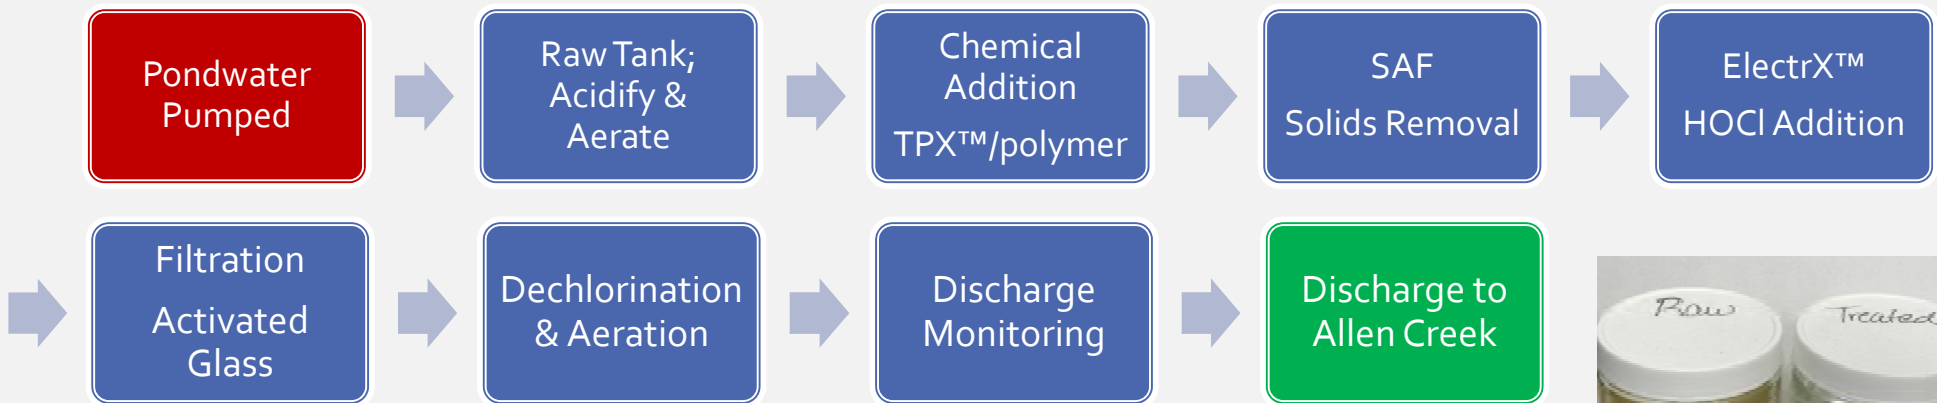 Pondwater
Pumped
Raw Tank;
Acidify &
Aerate
Chemical
Addition
TPX™/polymer
SAF
Solids Removal
ElectrX™
HOCl Addition
Filtration
Activated
Glass
Dechlorination
& Aeration
Discharge
Monitoring
Discharge to
Allen Creek
Raw
Treated